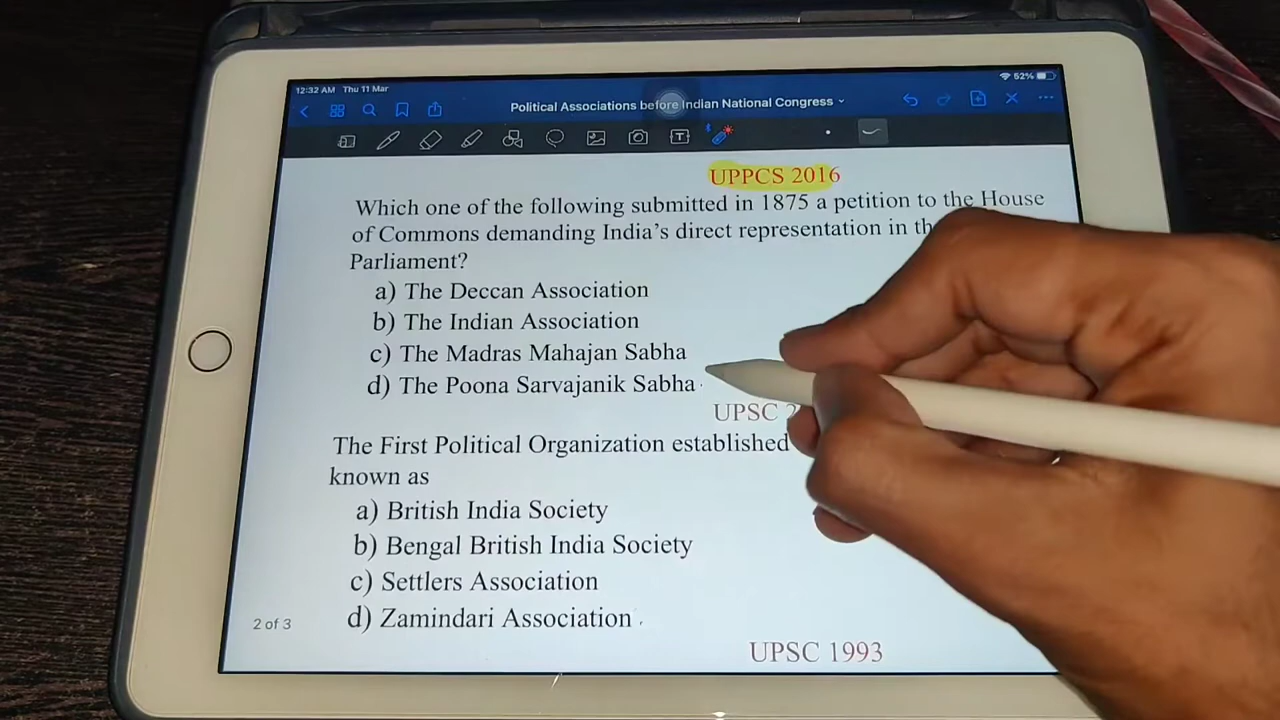 12:32 AM Thu 11 Mar
52%
Political Associations before Indian National Congress
UPPCS 2016
Which one of the following submitted in 1875 a petition to the House
of Commons demanding India's direct representation in
Parliament?
a) The Deccan Association
b) The Indian Association
c) The Madras Mahajan Sabha
d) The Poona Sarvajanik Sabha
UPSC
The First Political Organization established
known as
a) British India Society
b) Bengal British India Society
c) Settlers Association
d) Zamindari Association
2 of 3
UPSC 1993